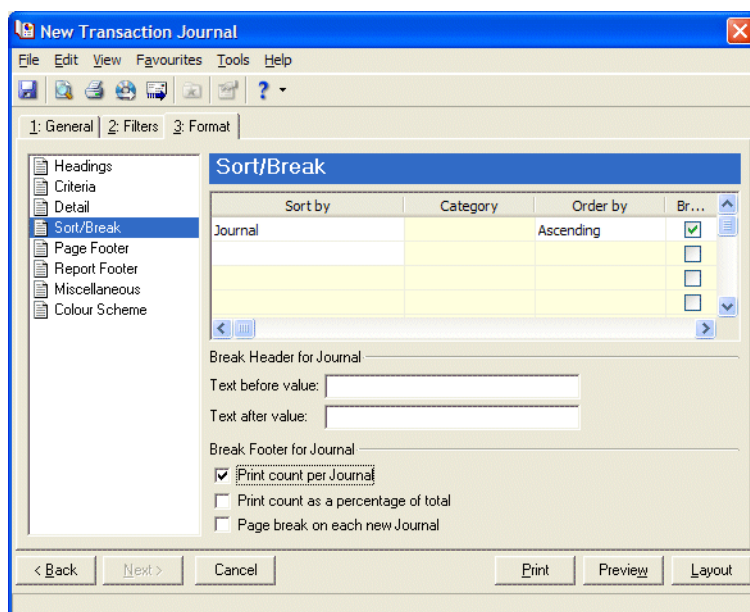 New Transaction Journal
File Edit View Favourites Tools Help
?
1: General 2: Filters 3: Format
Headings
Criteria
Detail
Sort/Break
Page Footer
Report Footer
Miscellaneous
Colour Scheme
Sort/Break
Sort by Category Order by Br...
Journal Ascending
Break Header for Journal
Text before value:
Text after value:
Break Footer for Journal
Print count per Journal
Print count as a percentage of total
Page break on each new Journal
< Back Next > Cancel Print Preview Layout